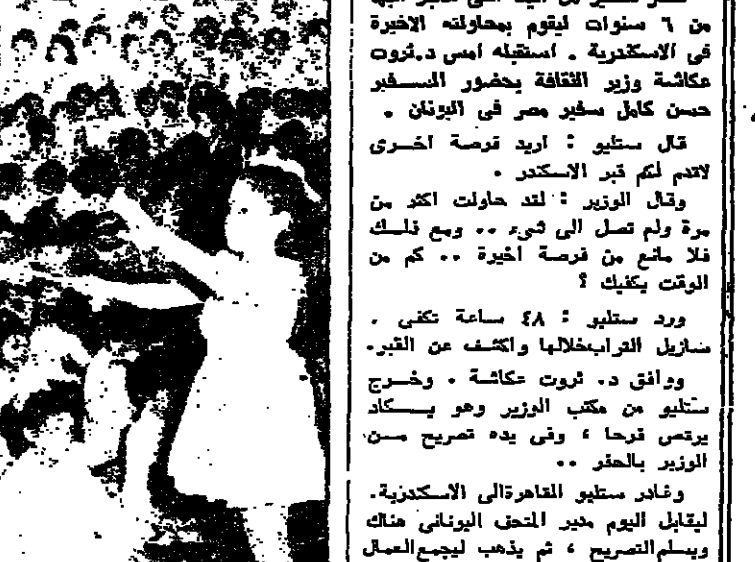 من ٦ سنوات ليقوم بمحاولته الاخيرة
فى الاسكندرية . استقبله امس د.ثروت
عكاشة وزير الثقافة بحضور السفير
حسن كامل سفير مصر فى اليونان .
قال ستليو : اريد فرصة اخرى
لاقدم لكم قبر الاسكندر .
وقال الوزير : لقد حاولت اكثر من
مرة ولم تصل الى شىء .. ومع ذلك
فلا مانع من فرصة اخيرة .. كم من
الوقت يكفيك ؟
ورد ستليو : ٤٨ ساعة تكفى .
سازيل الترابخلالها واكشف عن القبر.
ووافق د. ثروت عكاشة . وخرج
ستليو من مكتب الوزير وهو يكاد
يرقص فرحا ، وفى يده تصريح من
الوزير بالحفر ..
وغادر ستليو القاهرةالى الاسكندرية.
ليقابل اليوم مدير المتحف اليونانى هناك
ويسلم التصريح ، ثم يذهب ليجمع العمال